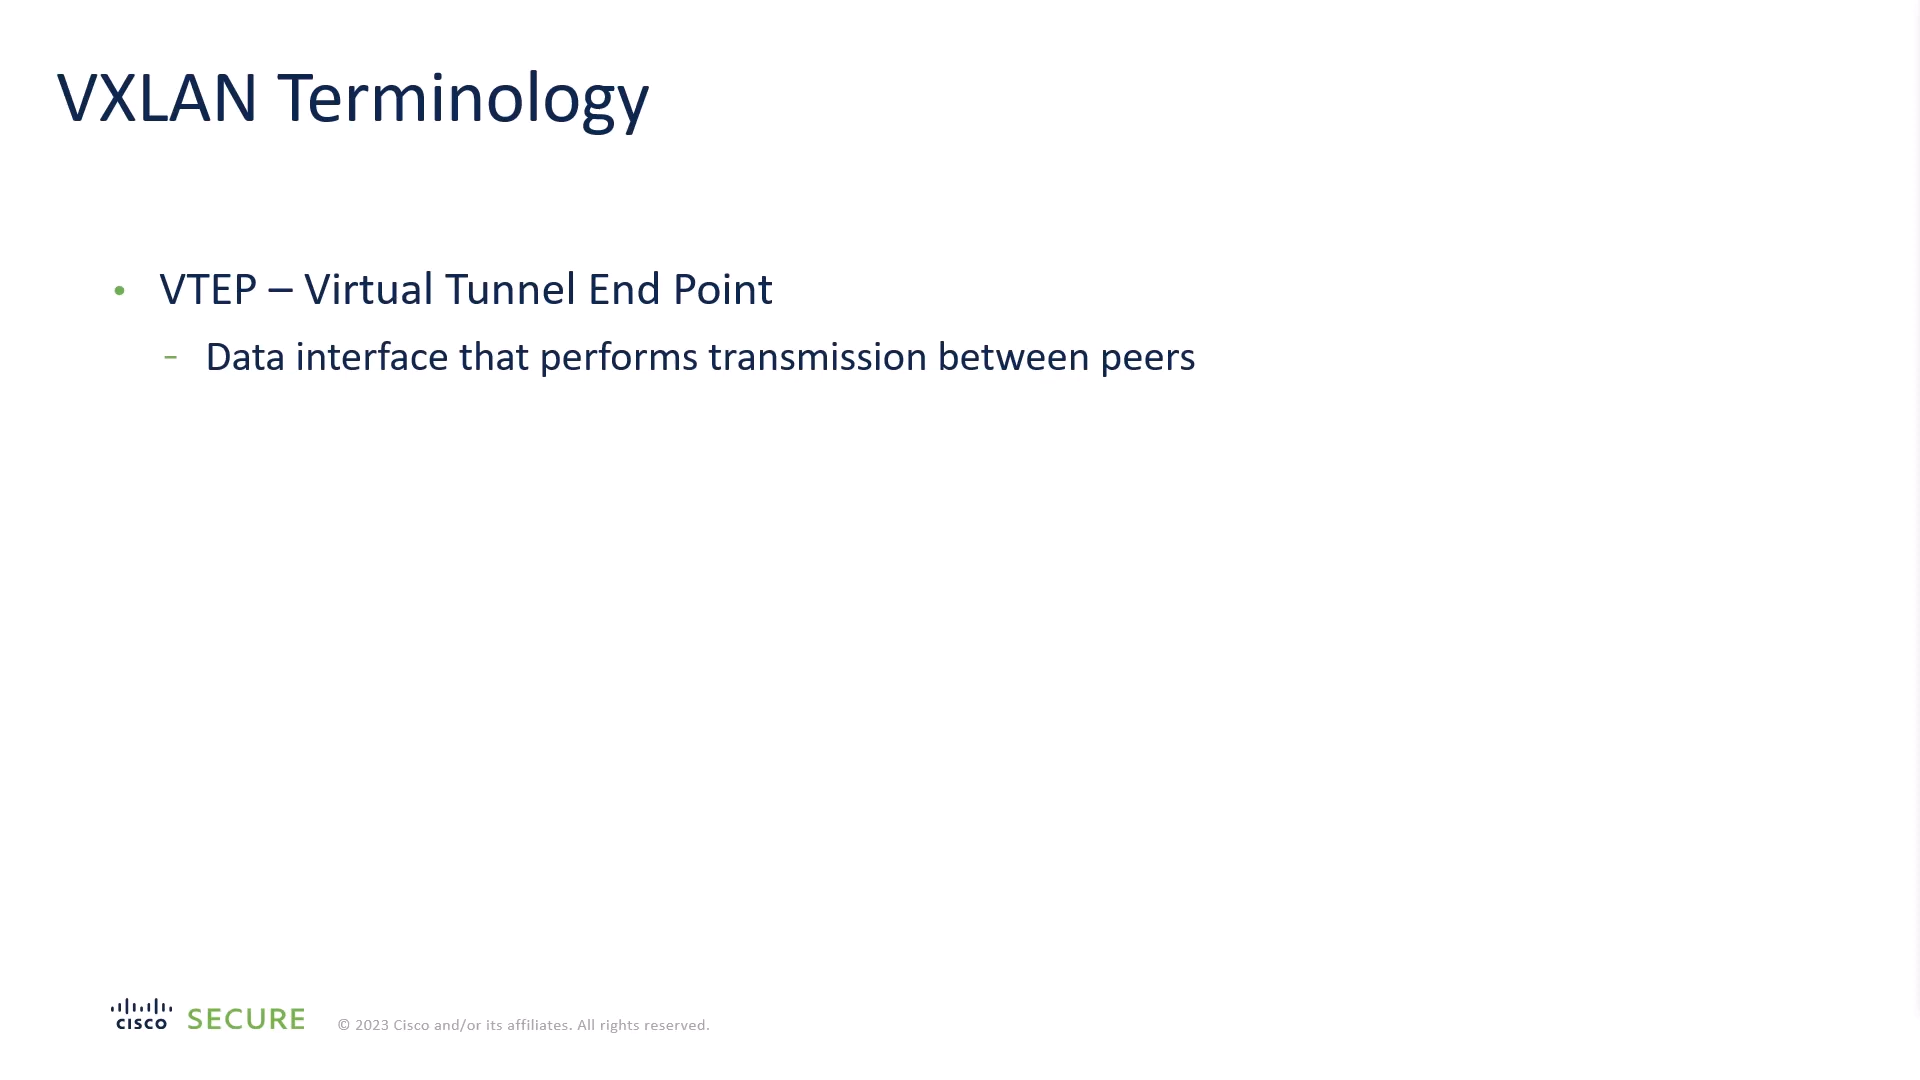 VXLAN Terminology
• VTEP – Virtual Tunnel End Point
- Data interface that performs transmission between peers
CISCO SECURE © 2023 Cisco and/or its affiliates. All rights reserved.